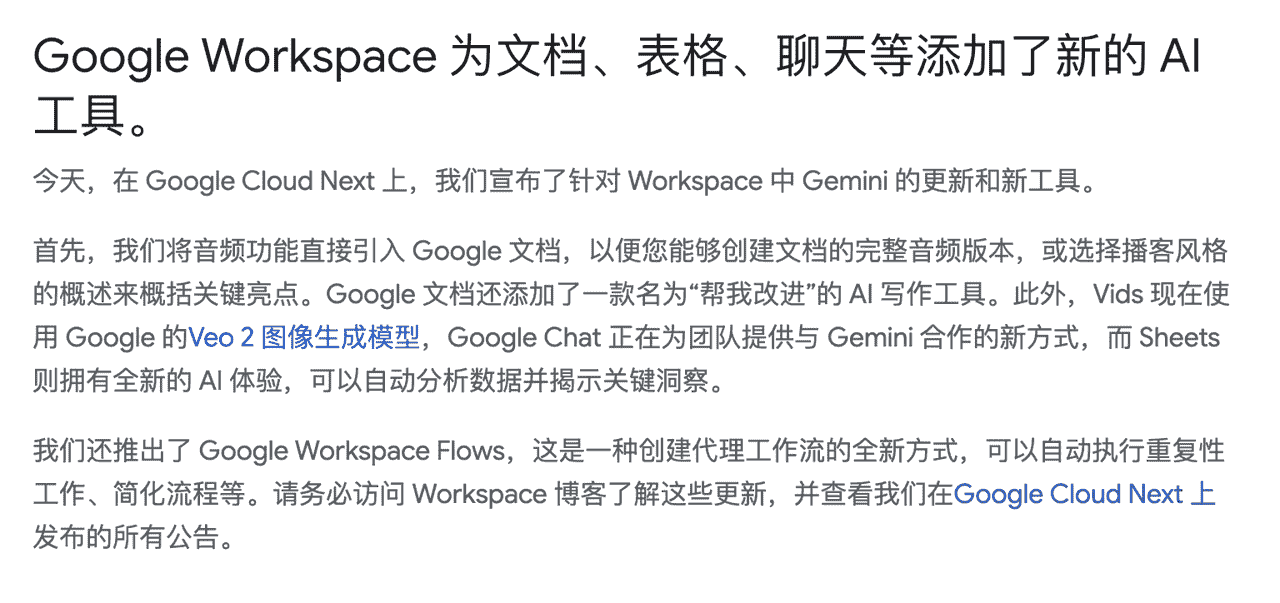 Google Workspace 为文档、表格、聊天等添加了新的 AI
工具。
今天，在 Google Cloud Next 上，我们宣布了针对 Workspace 中 Gemini 的更新和新工具。
首先，我们将音频功能直接引入 Google 文档，以便您能够创建文档的完整音频版本，或选择播客风格
的概述来概括关键亮点。Google 文档还添加了一款名为“帮我改进”的 AI 写作工具。此外，Vids 现在使
用 Google 的Veo 2 图像生成模型，Google Chat 正在为团队提供与 Gemini 合作的新方式，而 Sheets
则拥有全新的 AI 体验，可以自动分析数据并揭示关键洞察。
我们还推出了 Google Workspace Flows，这是一种创建代理工作流的全新方式，可以自动执行重复性
工作、简化流程等。请务必访问 Workspace 博客了解这些更新，并查看我们在Google Cloud Next 上
发布的所有公告。